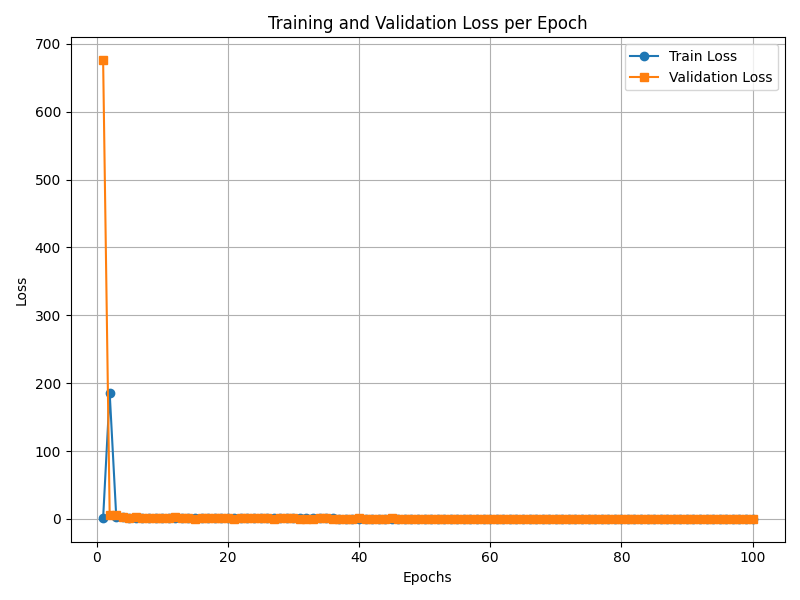 Training and Validation Loss per Epoch
Train Loss
Validation Loss
700
600
500
400
300
200
100
0
Loss
0 20 40 60 80 100
Epochs